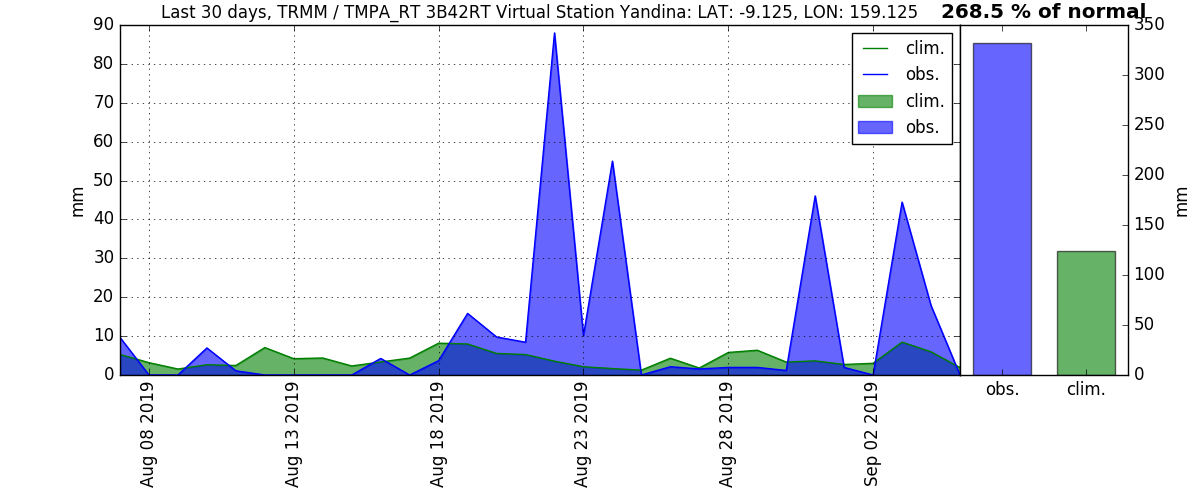 Last 30 days, TRMM / TMPA_RT 3B42RT Virtual Station Yandina: LAT: -9.125, LON: 159.125
268.5 % of normal
90
80
70
60
50
40
30
20
10
0
mm
clim.
obs.
clim.
obs.
350
300
250
200
150
100
50
0
mm
obs.
clim.
Aug 08 2019
Aug 13 2019
Aug 18 2019
Aug 23 2019
Aug 28 2019
Sep 02 2019